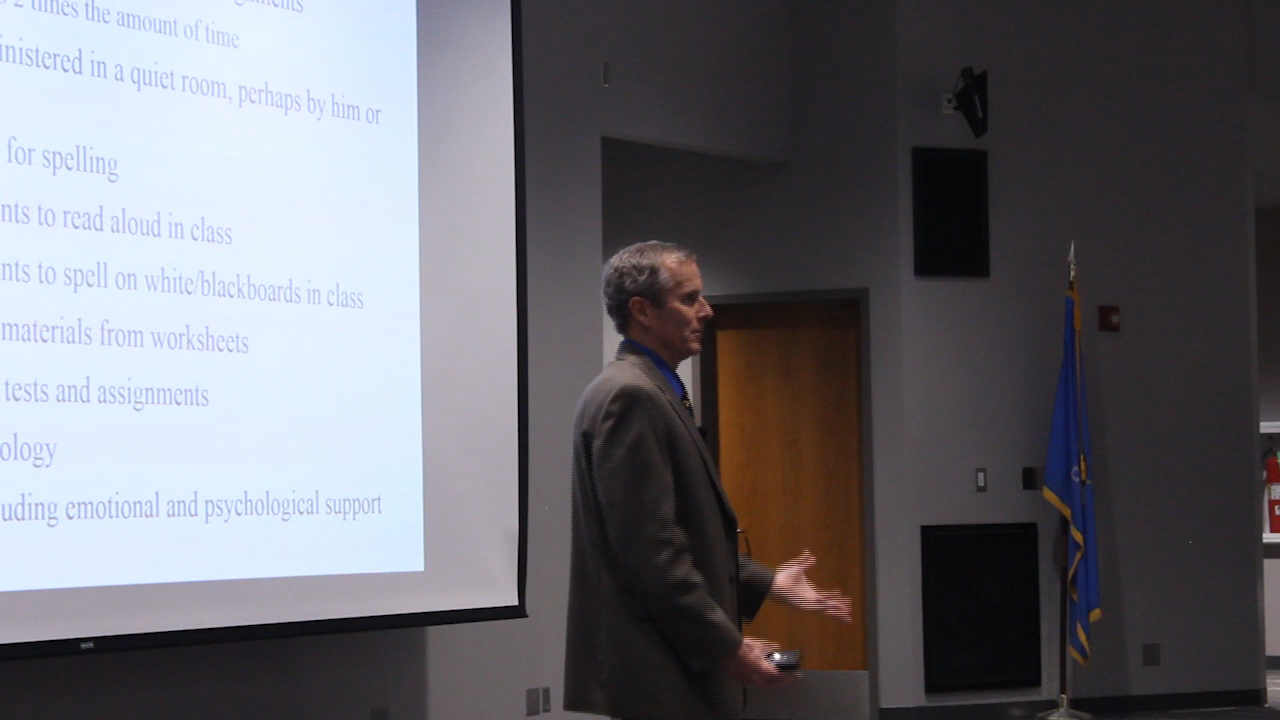 2 times the amount of time
inistered in a quiet room, perhaps by him or
for spelling
nts to read aloud in class
nts to spell on white/blackboards in class
materials from worksheets
tests and assignments
ology
uding emotional and psychological support